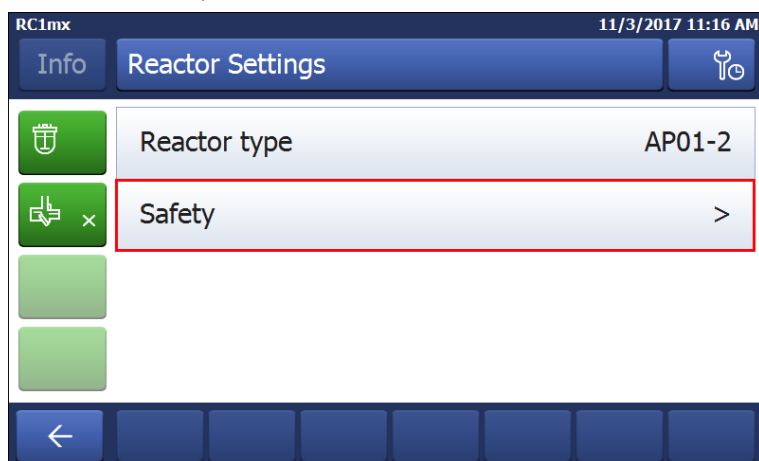 RC1mx 11/3/2017 11:16 AM
Info Reactor Settings
Reactor type AP01-2
Safety >